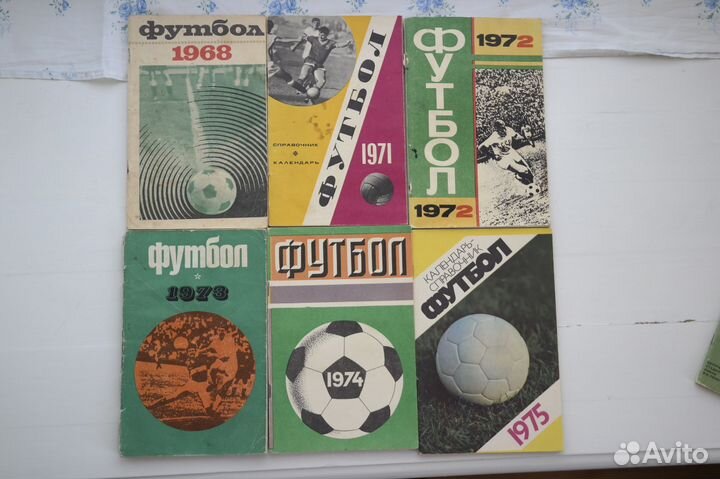 футбол
1968
ФУТБОЛ
СПРАВОЧНИК
КАЛЕНДАРЬ
1971
ФУТБОЛ
1972
1972
футбол
1973
ФУТБОЛ
1974
КАЛЕНДАРЬ-
СПРАВОЧНИК
ФУТБОЛ
1975
Avito